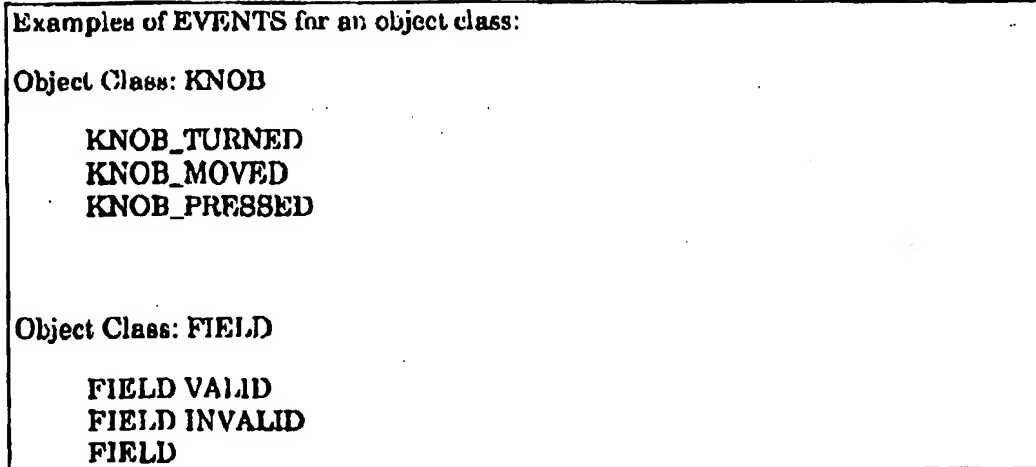 Examples of EVENTS for an object class:
Object Class: KNOB
KNOB_TURNED
KNOB_MOVED
KNOB_PRESSED
Object Class: FIELD
FIELD VALID
FIELD INVALID
FIELD